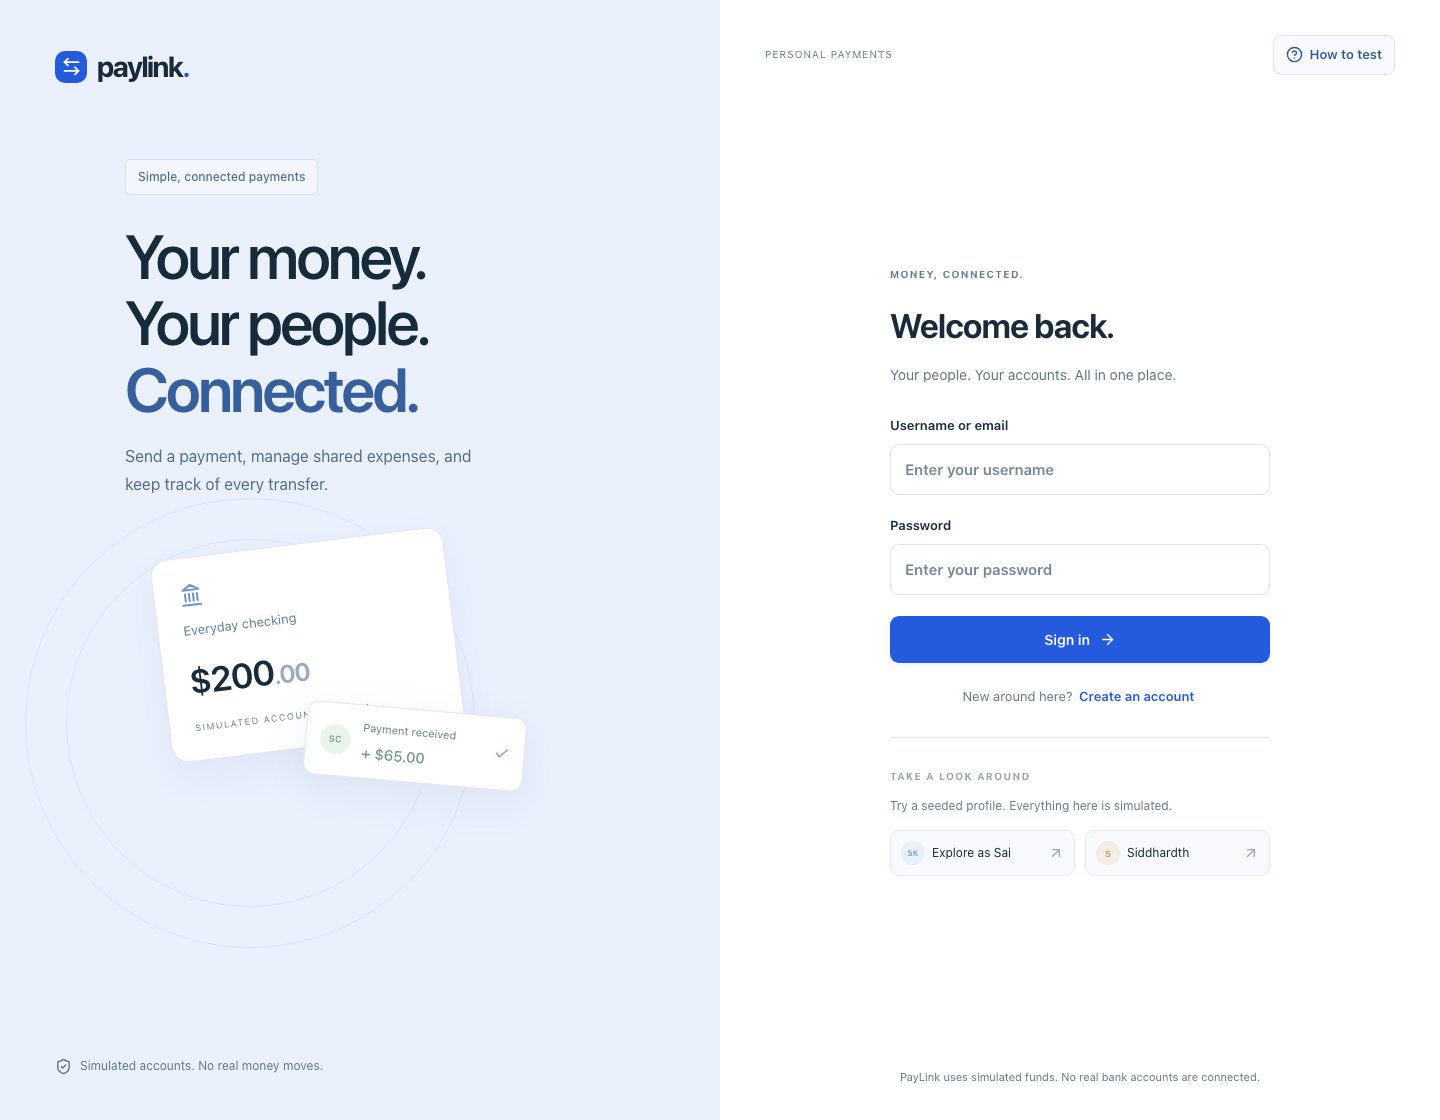 paylink.
Simple, connected payments
Your money.
Your people.
Connected.
Send a payment, manage shared expenses, and
keep track of every transfer.
Everyday checking
$200.00
SIMULATED
SC
Payment received
+ $65.00
Simulated accounts. No real money moves.
PERSONAL PAYMENTS
How to test
MONEY, CONNECTED.
Welcome back.
Your people. Your accounts. All in one place.
Username or email
Enter your username
Password
Enter your password
Sign in
New around here? Create an account
TAKE A LOOK AROUND
Try a seeded profile. Everything here is simulated.
SK
Explore as Sai
S
Siddhardth
PayLink uses simulated funds. No real bank accounts are connected.